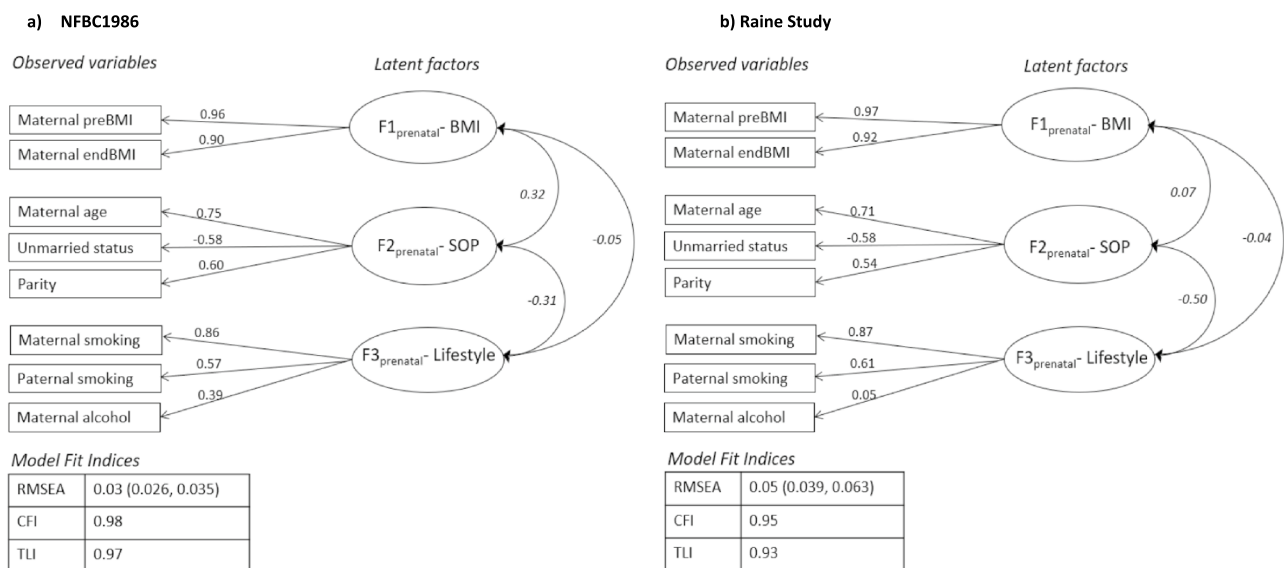 a) NFBC1986
Observed variables
Latent factors
Maternal preBMI
0.96
F1prenatal- BMI
Maternal endBMI
0.90
0.32
Maternal age
0.75
Unmarried status
-0.58
F2prenatal- SOP
-0.05
Parity
0.60
-0.31
Maternal smoking
0.86
F3prenatal- Lifestyle
Paternal smoking
0.57
Maternal alcohol
0.39
Model Fit Indices
RMSEA 0.03 (0.026, 0.035)
CFI 0.98
TLI 0.97
b) Raine Study
Observed variables
Latent factors
Maternal preBMI
0.97
F1prenatal- BMI
Maternal endBMI
0.92
0.07
Maternal age
0.71
Unmarried status
-0.58
F2prenatal- SOP
-0.04
Parity
0.54
-0.50
Maternal smoking
0.87
F3prenatal- Lifestyle
Paternal smoking
0.61
Maternal alcohol
0.05
Model Fit Indices
RMSEA 0.05 (0.039, 0.063)
CFI 0.95
TLI 0.93